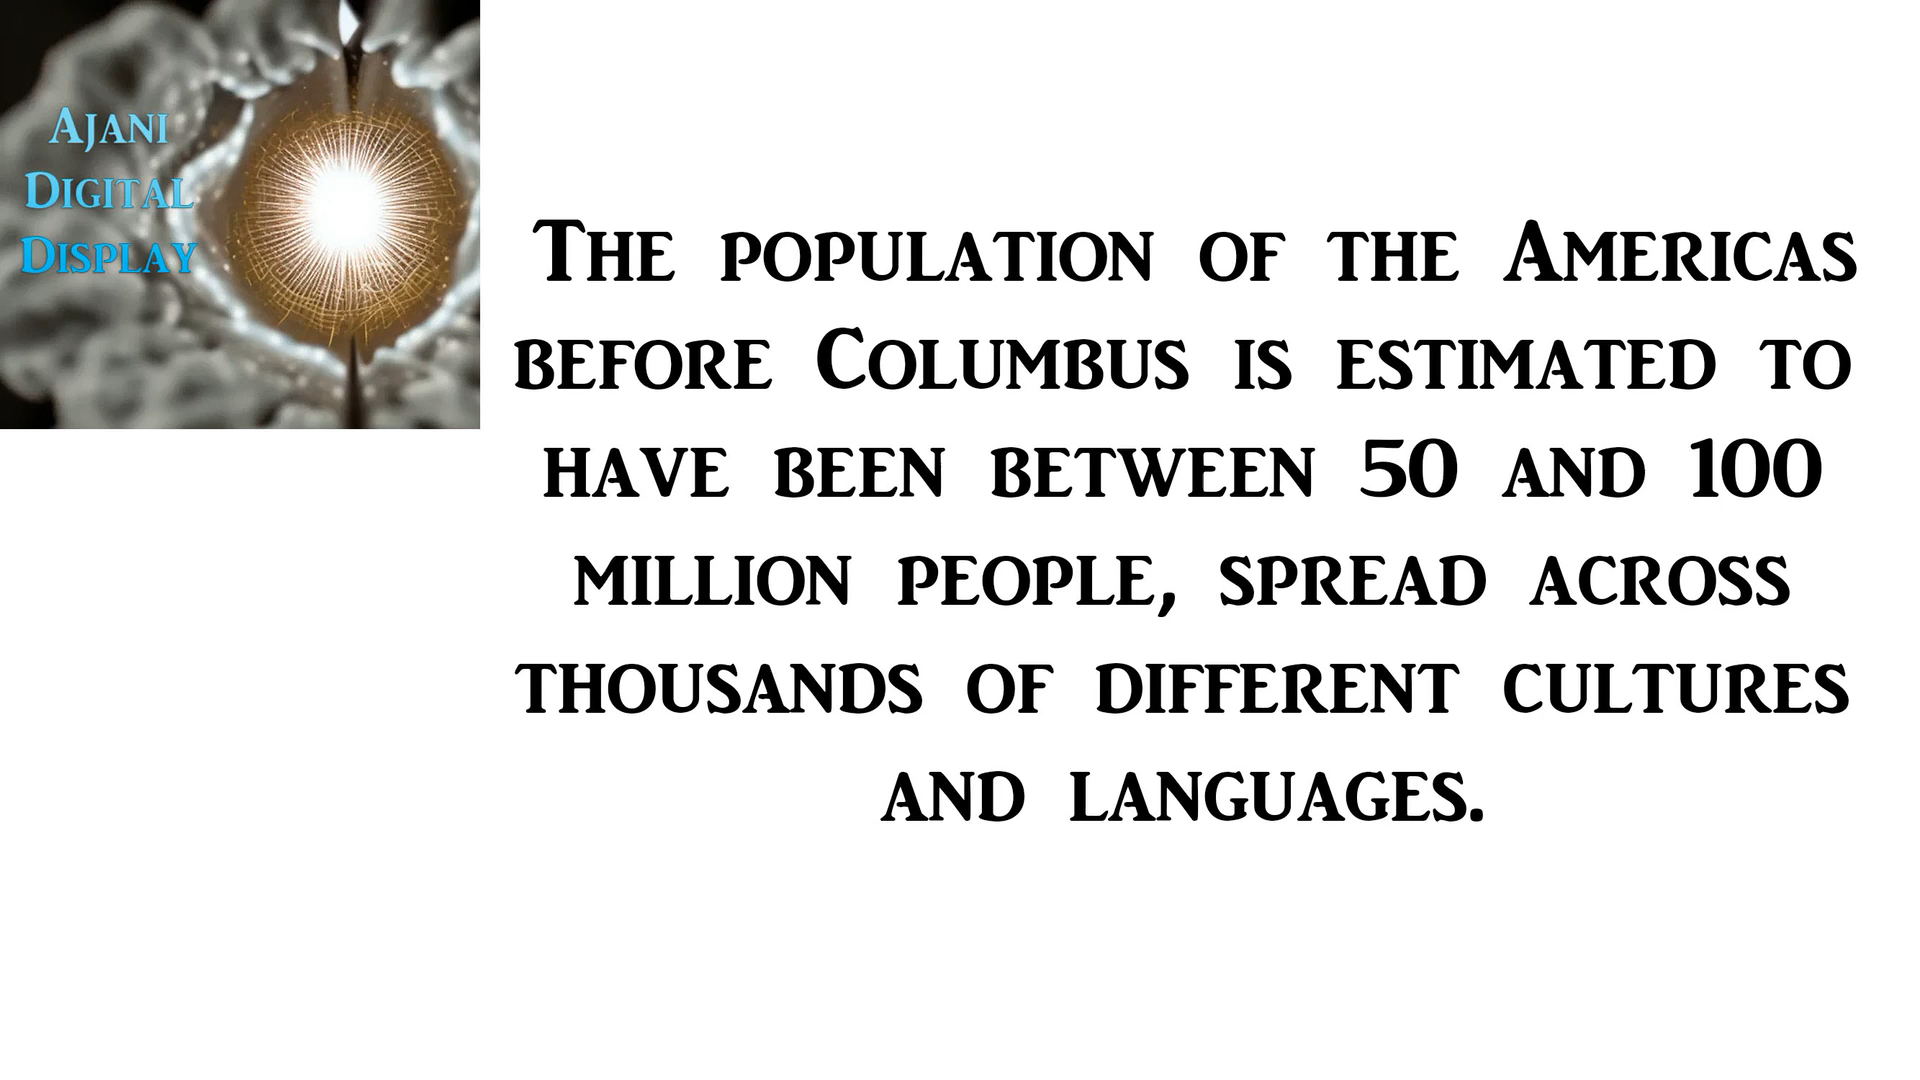 Ajani
Digital
Display
The population of the Americas
before Columbus is estimated to
have been between 50 and 100
million people, spread across
thousands of different cultures
and languages.